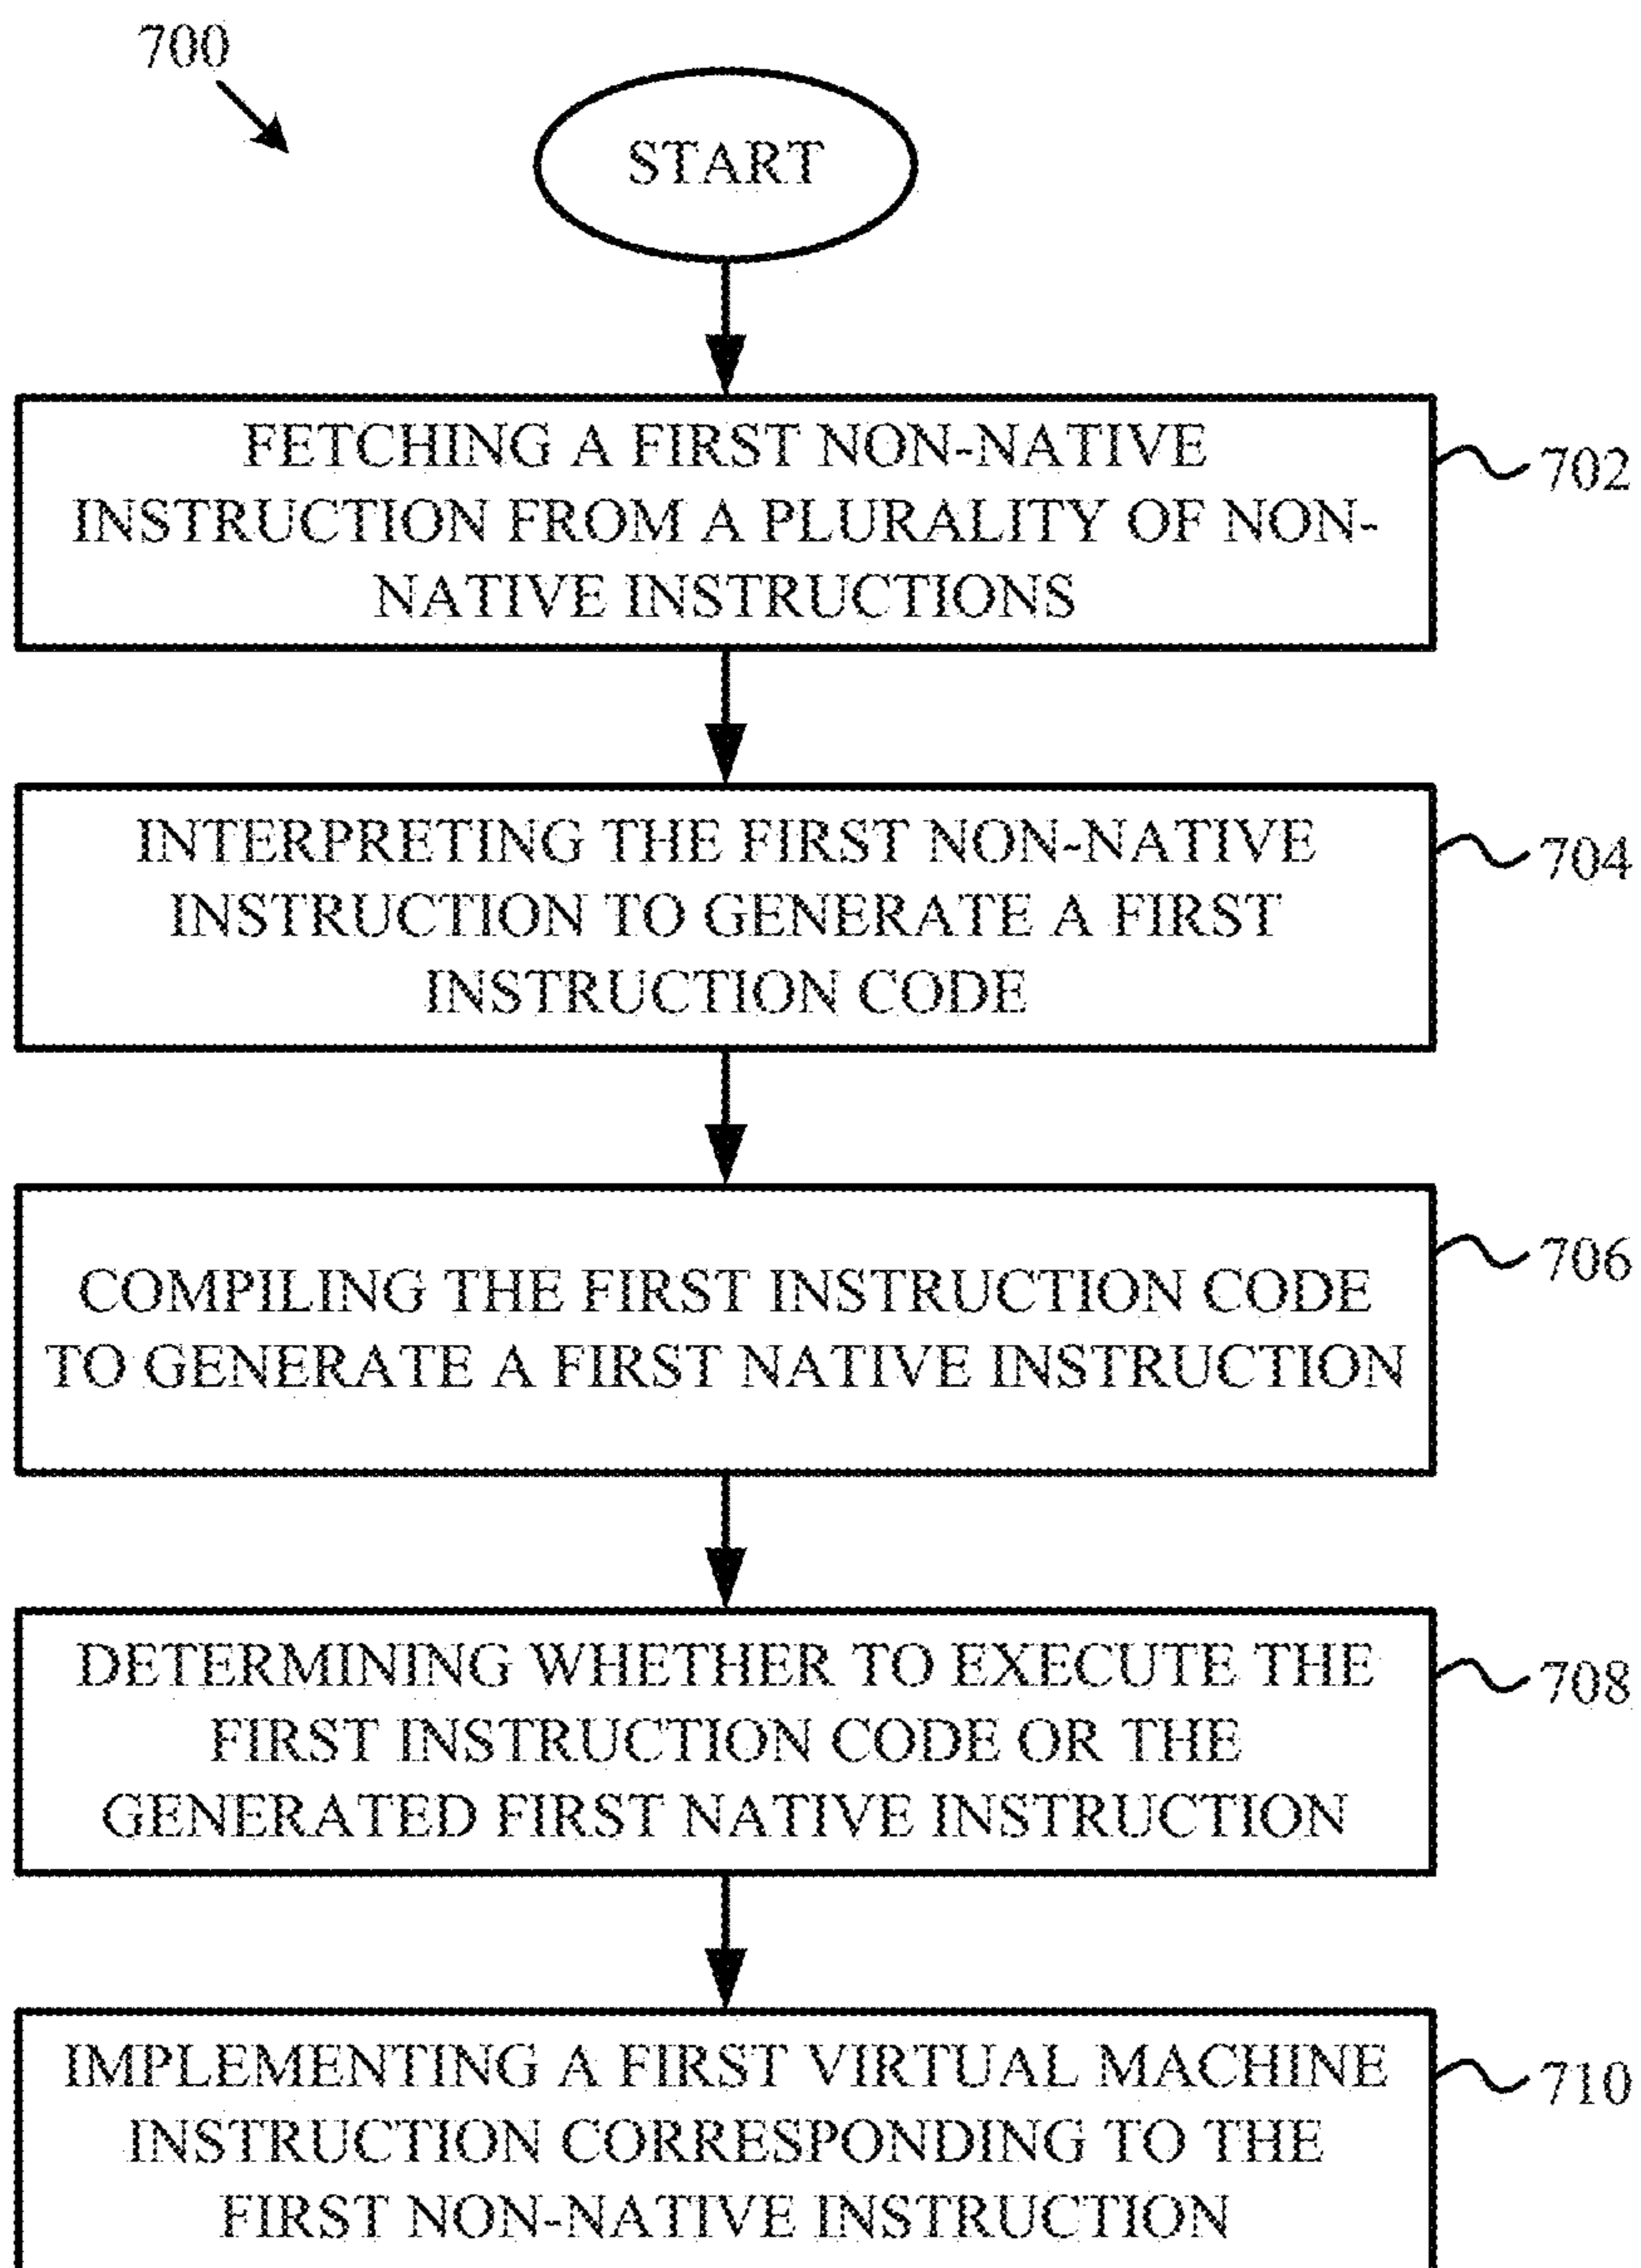 700
START
FETCHING A FIRST NON-NATIVE
INSTRUCTION FROM A PLURALITY OF NON-
NATIVE INSTRUCTIONS
702
INTERPRETING THE FIRST NON-NATIVE
INSTRUCTION TO GENERATE A FIRST
INSTRUCTION CODE
704
COMPILING THE FIRST INSTRUCTION CODE
TO GENERATE A FIRST NATIVE INSTRUCTION
706
DETERMINING WHETHER TO EXECUTE THE
FIRST INSTRUCTION CODE OR THE
GENERATED FIRST NATIVE INSTRUCTION
708
IMPLEMENTING A FIRST VIRTUAL MACHINE
INSTRUCTION CORRESPONDING TO THE
FIRST NON-NATIVE INSTRUCTION
710